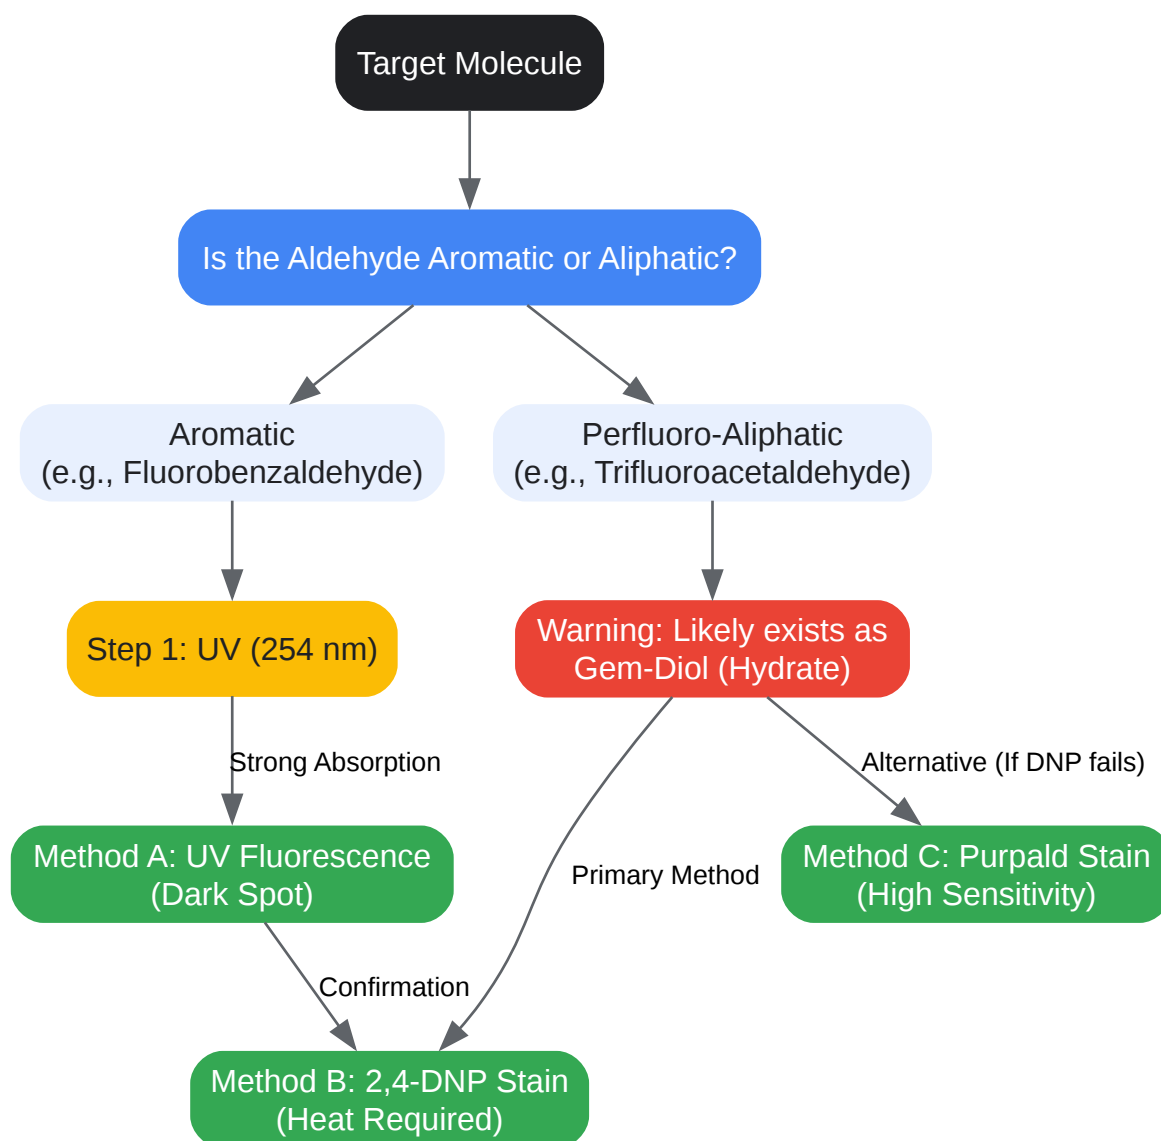 Target Molecule
Is the Aldehyde Aromatic or Aliphatic?
Aromatic
(e.g., Fluorobenzaldehyde)
Perfluoro-Aliphatic
(e.g., Trifluoroacetaldehyde)
Step 1: UV (254 nm)
Warning: Likely exists as
Gem-Diol (Hydrate)
Strong Absorption
Alternative (If DNP fails)
Method A: UV Fluorescence
(Dark Spot)
Primary Method
Method C: Purpald Stain
(High Sensitivity)
Confirmation
Method B: 2,4-DNP Stain
(Heat Required)